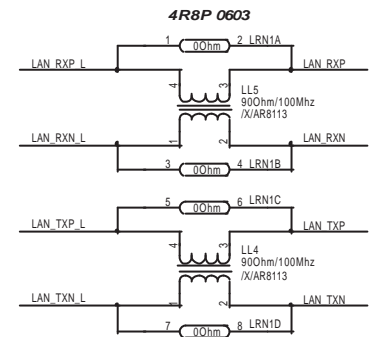 4R8P 0603
1 0Ohm 2 LRN1A
LAN_RXP_L LAN_RXP
4 3
LL5
90Ohm/100Mhz
/X/AR8113
LAN_RXN_L 1 2 LAN_RXN
3 0Ohm 4 LRN1B
5 0Ohm 6 LRN1C
LAN_TXP_L LAN_TXP
4 3
LL4
90Ohm/100Mhz
/X/AR8113
LAN_TXN_L 1 2 LAN_TXN
7 0Ohm 8 LRN1D